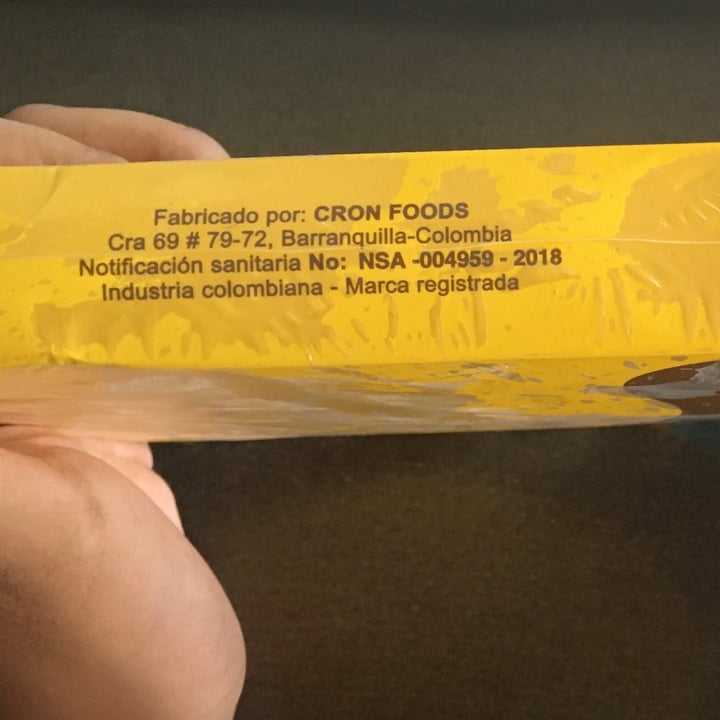 Fabricado por: CRON FOODS
Cra 69 # 79-72, Barranquilla-Colombia
Notificación sanitaria No: NSA -004959 - 2018
Industria colombiana - Marca registrada